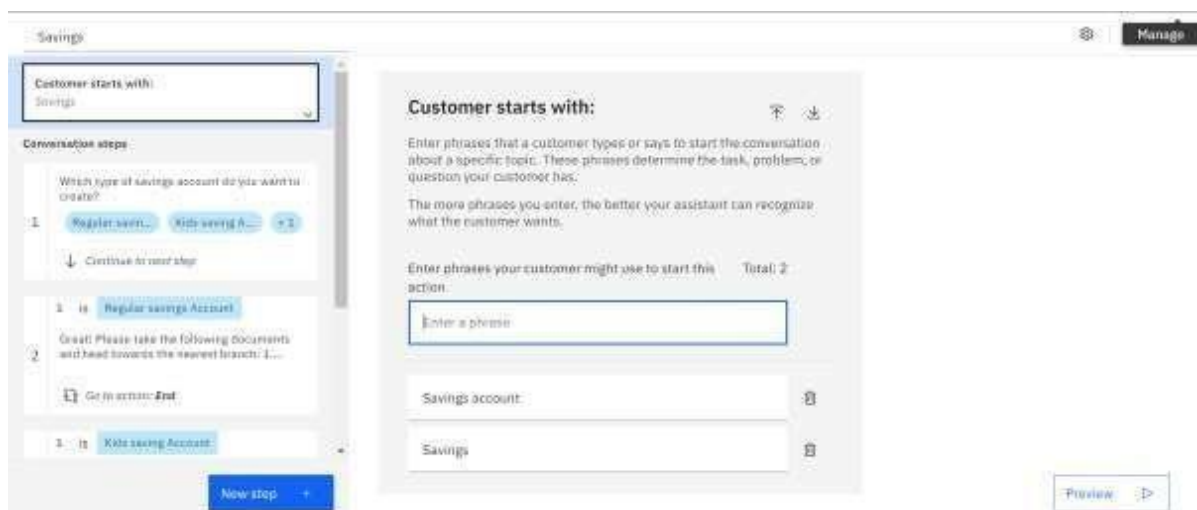 Savings
Manage
Customer starts with:
Savings
Conversation steps
Which type of savings account do you want to
create?
1
Regular savin...
Kids saving A...
+ 1
Continue to next step
1 is Regular savings Account
2
Great! Please take the following documents
and head towards the nearest branch: 1....
Go to action: End
1 is Kids saving Account
New step +
Customer starts with:
Enter phrases that a customer types or says to start the conversation
about a specific topic. These phrases determine the task, problem, or
question your customer has.
The more phrases you enter, the better your assistant can recognize
what the customer wants.
Enter phrases your customer might use to start this
action
Total: 2
Enter a phrase
Savings account
Savings
Preview